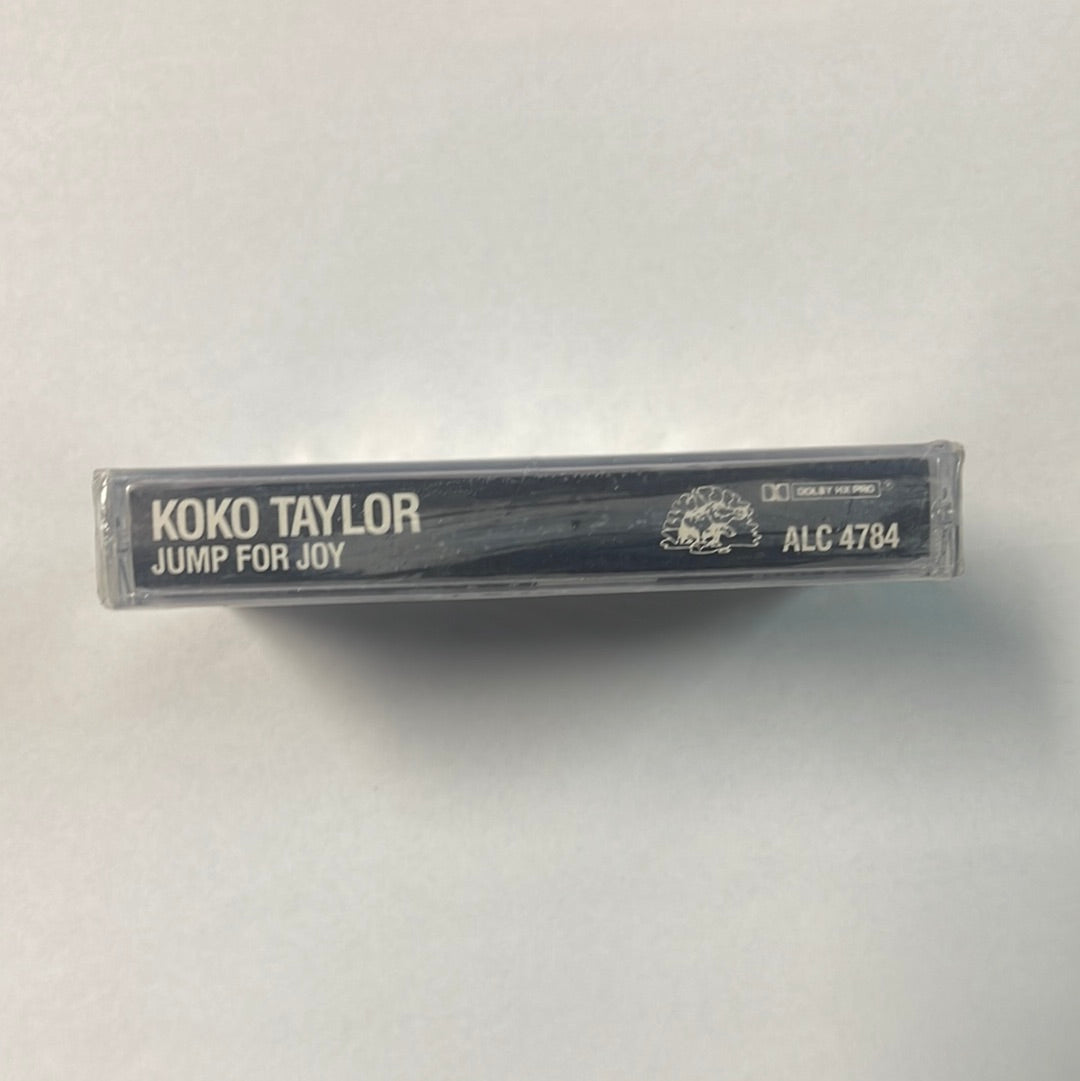 KOKO TAYLOR
JUMP FOR JOY
DOLBY HX PRO
ALC 4784